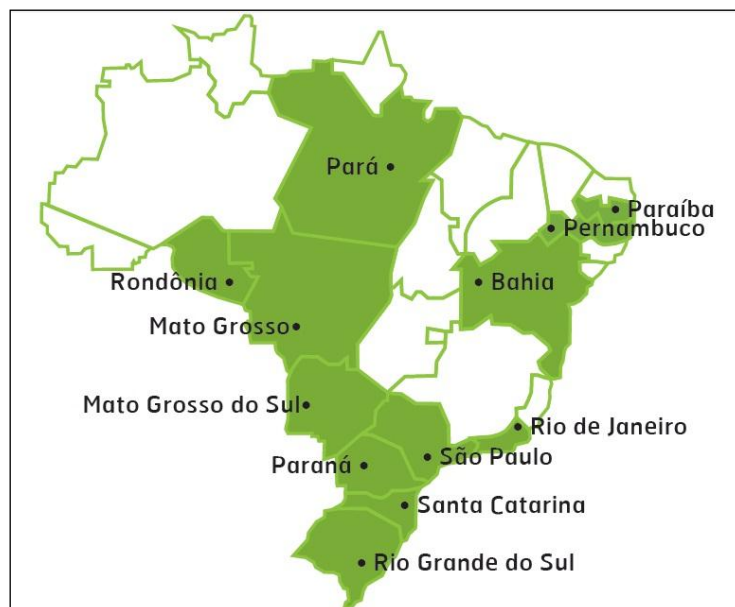 Pará
Paraíba
Pernambuco
Rondônia
Bahia
Mato Grosso
Mato Grosso do Sul
Rio de Janeiro
São Paulo
Paraná
Santa Catarina
Rio Grande do Sul